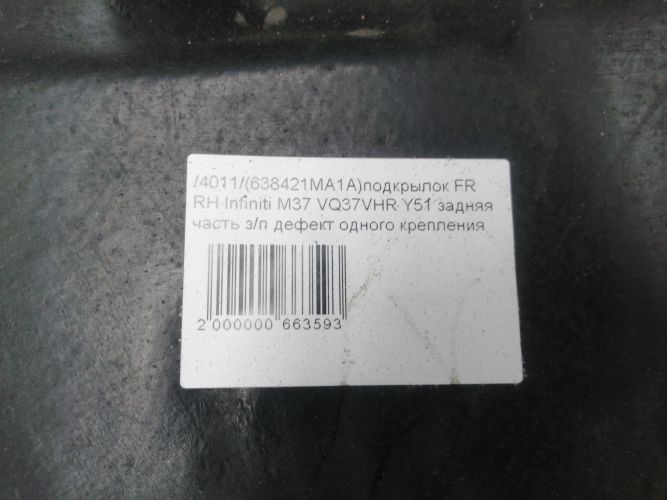 /4011/(638421MA1A)подкрылок FR
RH Infiniti M37 VQ37VHR Y51 задняя
часть з/п дефект одного крепления
2 000000 663593